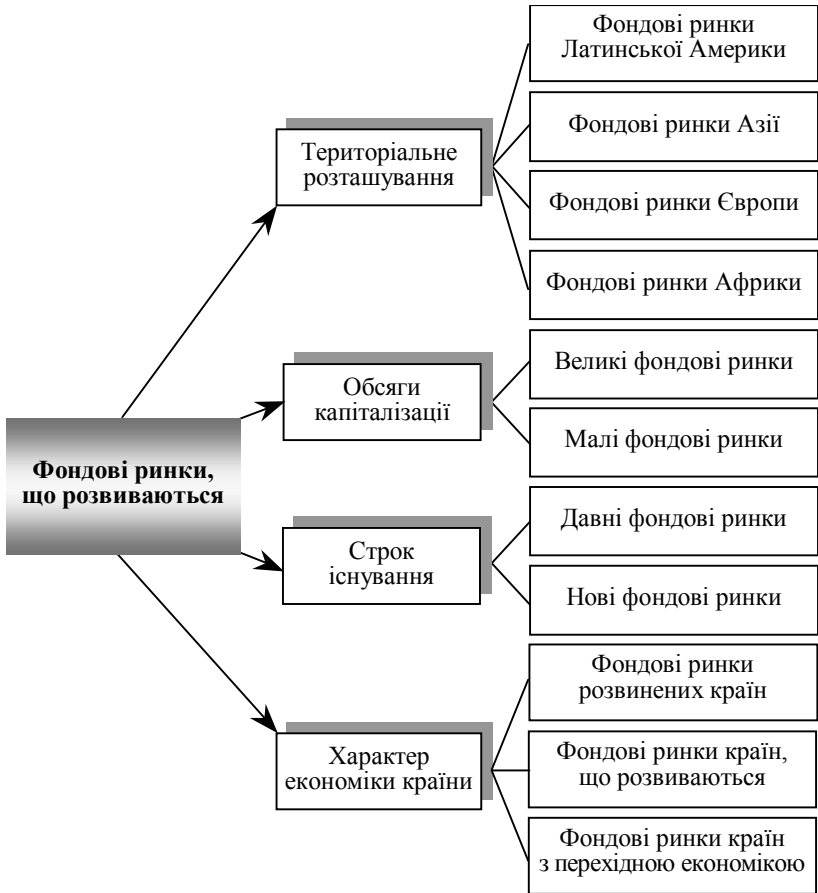 Фондові ринки,
що розвиваються
Територіальне
розташування
Фондові ринки
Латинської Америки
Фондові ринки Азії
Фондові ринки Європи
Фондові ринки Африки
Обсяги
капіталізації
Великі фондові ринки
Малі фондові ринки
Строк
існування
Давні фондові ринки
Нові фондові ринки
Характер
економіки країни
Фондові ринки
розвинених країн
Фондові ринки країн,
що розвиваються
Фондові ринки країн
з перехідною економікою